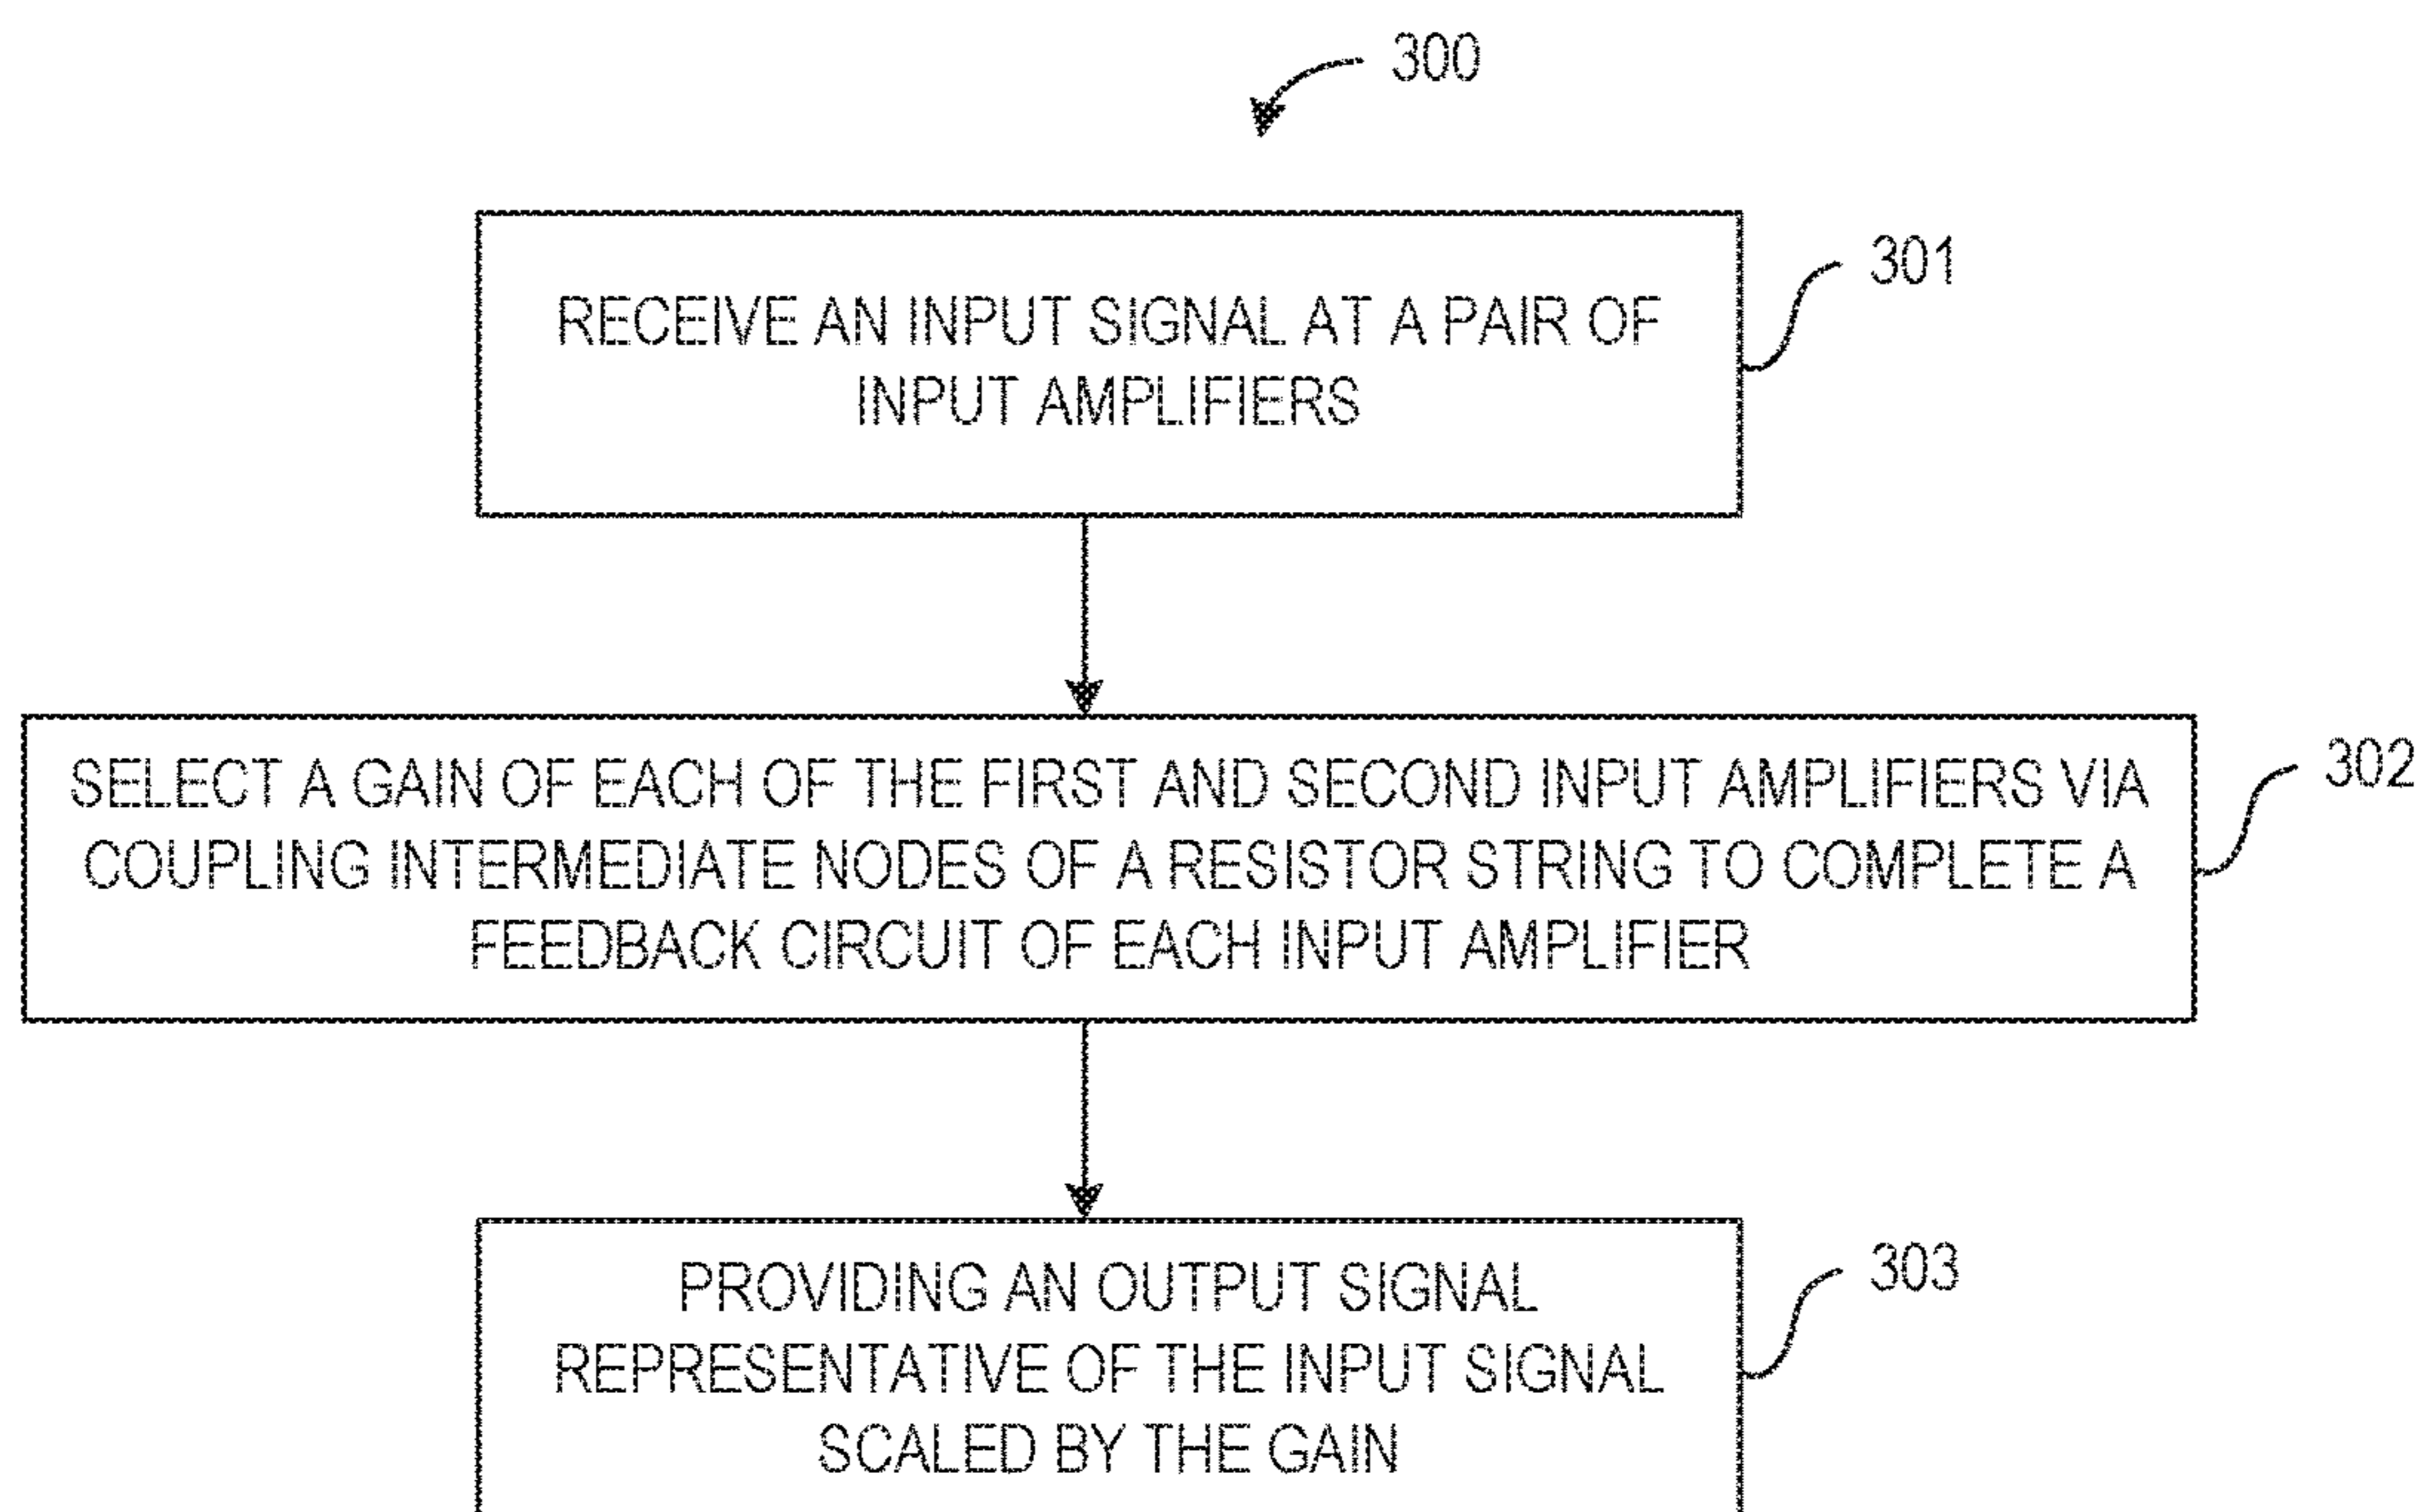 300
RECEIVE AN INPUT SIGNAL AT A PAIR OF
INPUT AMPLIFIERS
301
SELECT A GAIN OF EACH OF THE FIRST AND SECOND INPUT AMPLIFIERS VIA
COUPLING INTERMEDIATE NODES OF A RESISTOR STRING TO COMPLETE A
FEEDBACK CIRCUIT OF EACH INPUT AMPLIFIER
302
PROVIDING AN OUTPUT SIGNAL
REPRESENTATIVE OF THE INPUT SIGNAL
SCALED BY THE GAIN
303